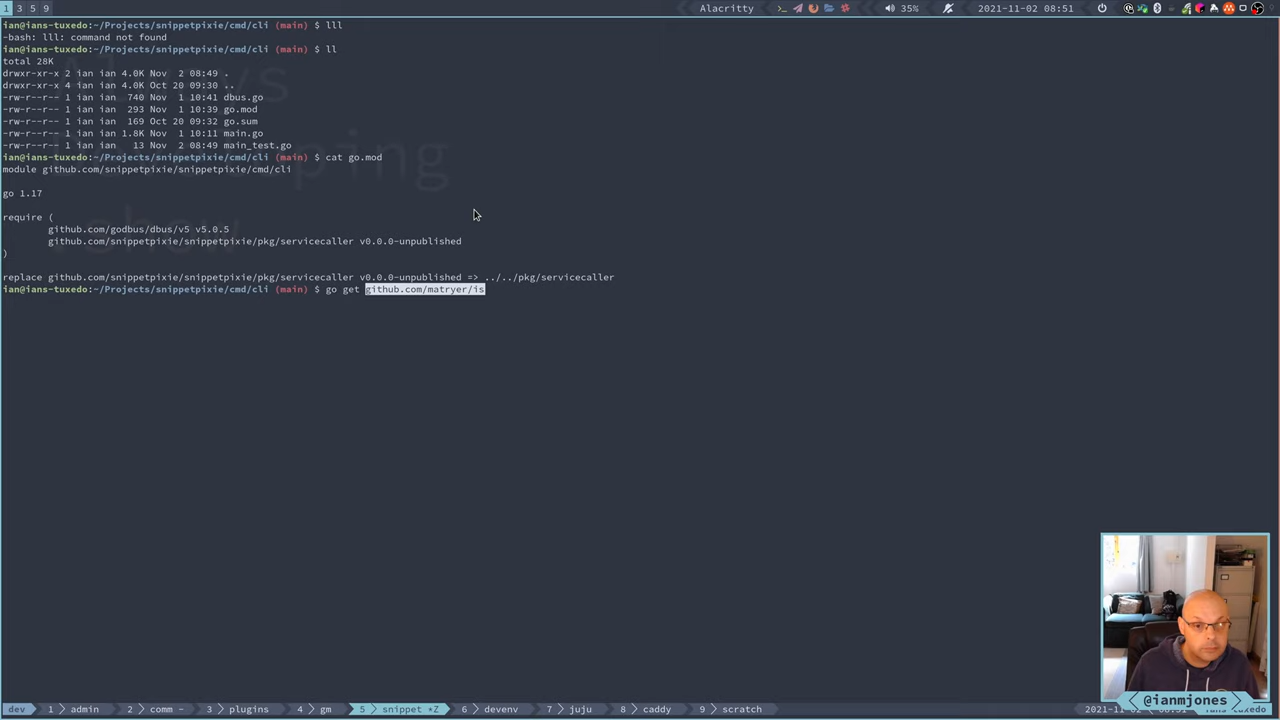 1 3 5 9
Alacritty
35%
2021-11-02 08:51
ian@ians-tuxedo:~/Projects/snippetpixie/cmd/cli (main) $ lll
-bash: lll: command not found
ian@ians-tuxedo:~/Projects/snippetpixie/cmd/cli (main) $ ll
total 28K
drwxr-xr-x 2 ian ian 4.0K Nov  2 08:49 .
drwxr-xr-x 4 ian ian 4.0K Oct 20 09:30 ..
-rw-r--r-- 1 ian ian  740 Nov  1 10:41 dbus.go
-rw-r--r-- 1 ian ian  293 Nov  1 10:39 go.mod
-rw-r--r-- 1 ian ian  169 Oct 20 09:32 go.sum
-rw-r--r-- 1 ian ian 1.8K Nov  1 10:11 main.go
-rw-r--r-- 1 ian ian   13 Nov  2 08:49 main_test.go
ian@ians-tuxedo:~/Projects/snippetpixie/cmd/cli (main) $ cat go.mod
module github.com/snippetpixie/snippetpixie/cmd/cli
go 1.17
require (
github.com/godbus/dbus/v5 v5.0.5
github.com/snippetpixie/snippetpixie/pkg/servicecaller v0.0.0-unpublished
)
replace github.com/snippetpixie/snippetpixie/pkg/servicecaller v0.0.0-unpublished => ../../pkg/servicecaller
ian@ians-tuxedo:~/Projects/snippetpixie/cmd/cli (main) $ go get github.com/matryer/is
@ianmjones
dev 1 admin 2 comm - 3 plugins 4 gm 5 snippet *Z 6 devenv 7 juju 8 caddy 9 scratch